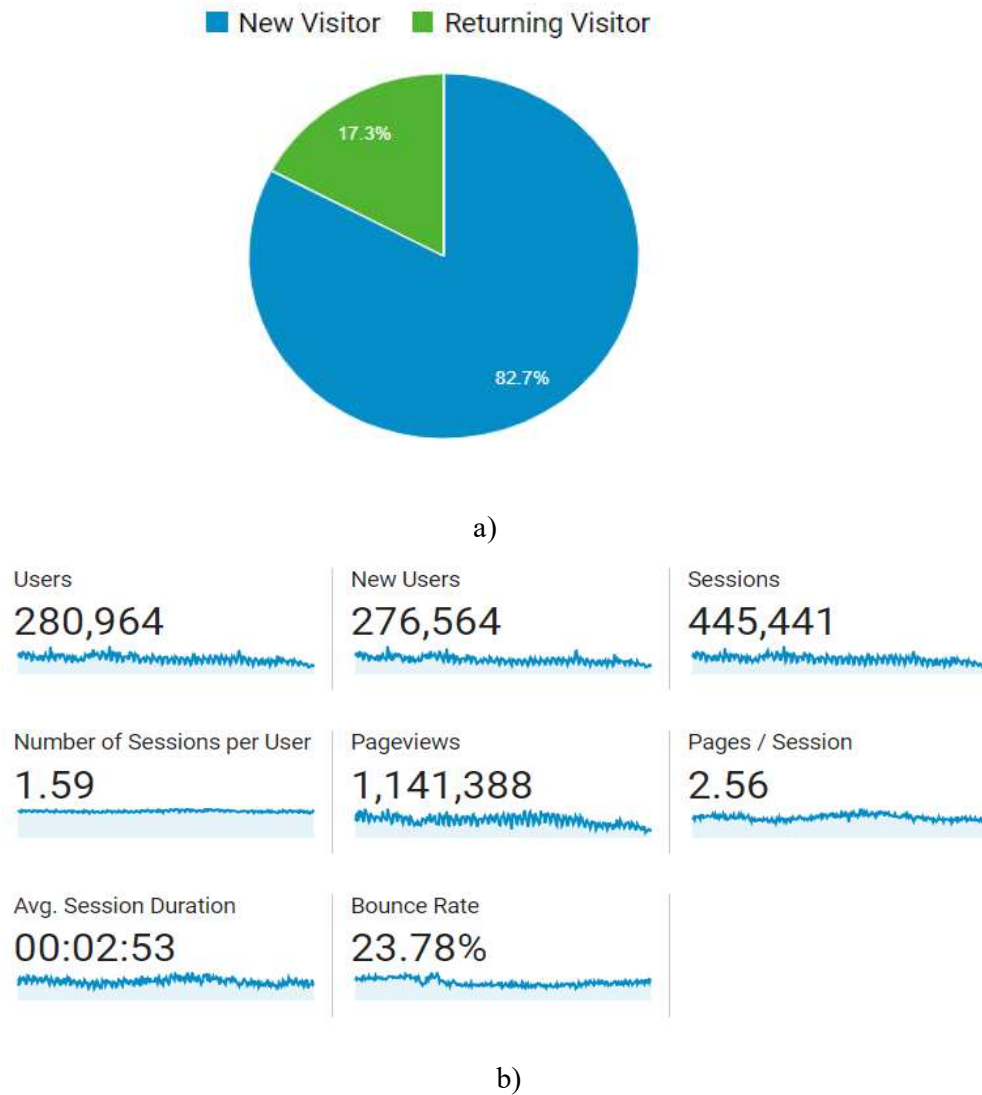 New Visitor Returning Visitor
17.3%
82.7%
a)
Users
280,964
New Users
276,564
Sessions
445,441
Number of Sessions per User
1.59
Pageviews
1,141,388
Pages / Session
2.56
Avg. Session Duration
00:02:53
Bounce Rate
23.78%
b)